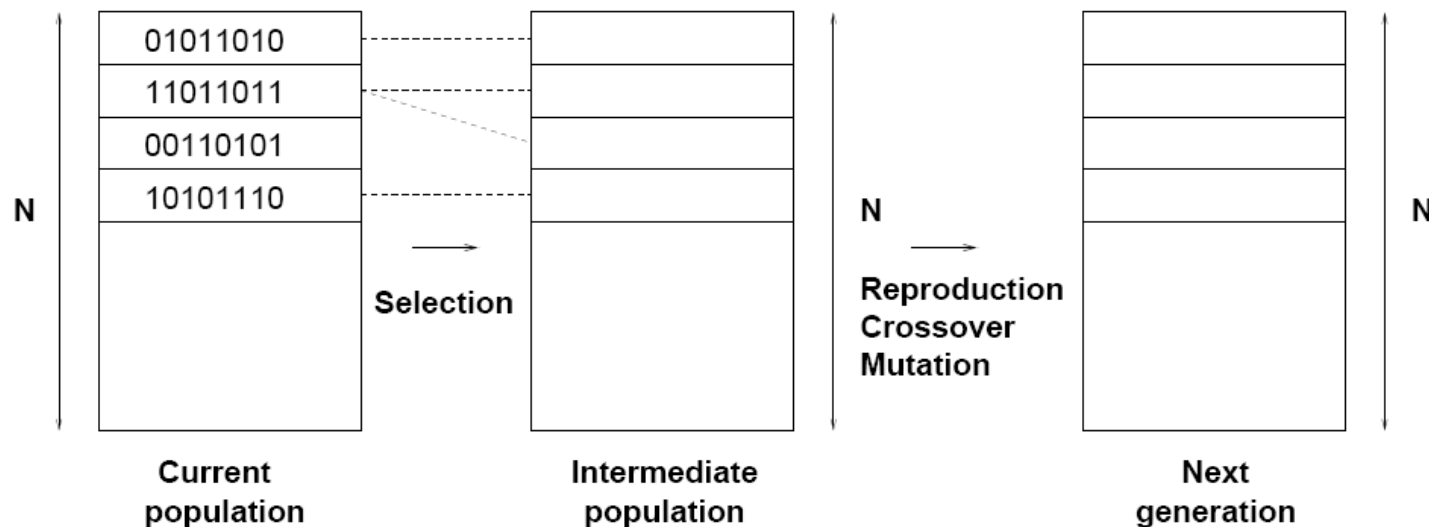 01011010
11011011
00110101
10101110
N
Selection
N
Reproduction
Crossover
Mutation
N
Current
population
Intermediate
population
Next
generation